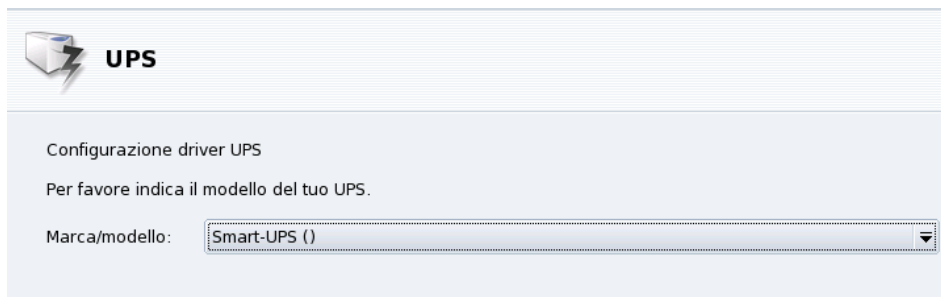 UPS
Configurazione driver UPS
Per favore indica il modello del tuo UPS.
Marca/modello: Smart-UPS ()